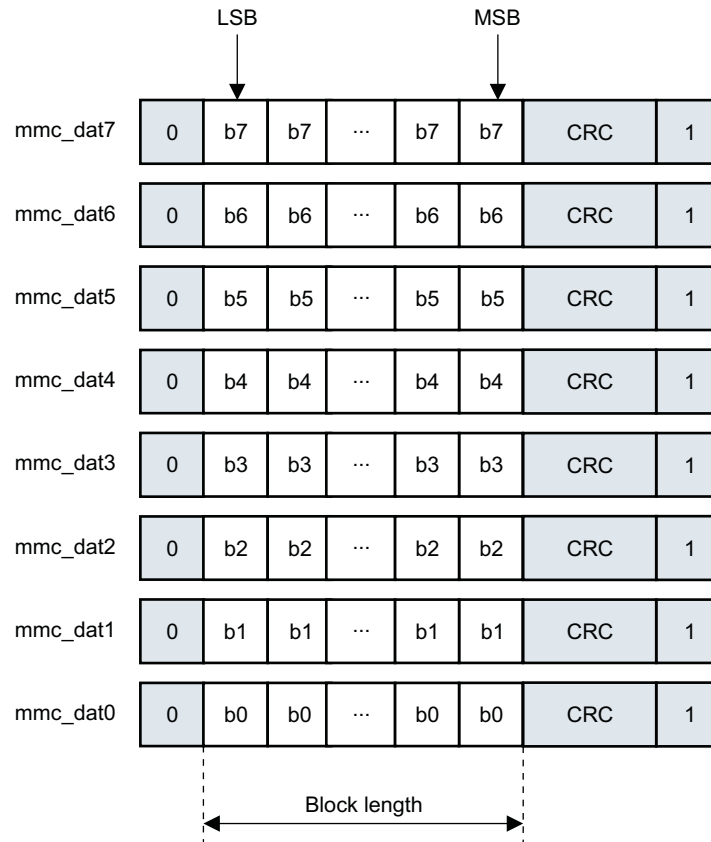 LSB MSB
mmc_dat7 0 b7 b7 ... b7 b7 CRC 1
mmc_dat6 0 b6 b6 ... b6 b6 CRC 1
mmc_dat5 0 b5 b5 ... b5 b5 CRC 1
mmc_dat4 0 b4 b4 ... b4 b4 CRC 1
mmc_dat3 0 b3 b3 ... b3 b3 CRC 1
mmc_dat2 0 b2 b2 ... b2 b2 CRC 1
mmc_dat1 0 b1 b1 ... b1 b1 CRC 1
mmc_dat0 0 b0 b0 ... b0 b0 CRC 1
Block length